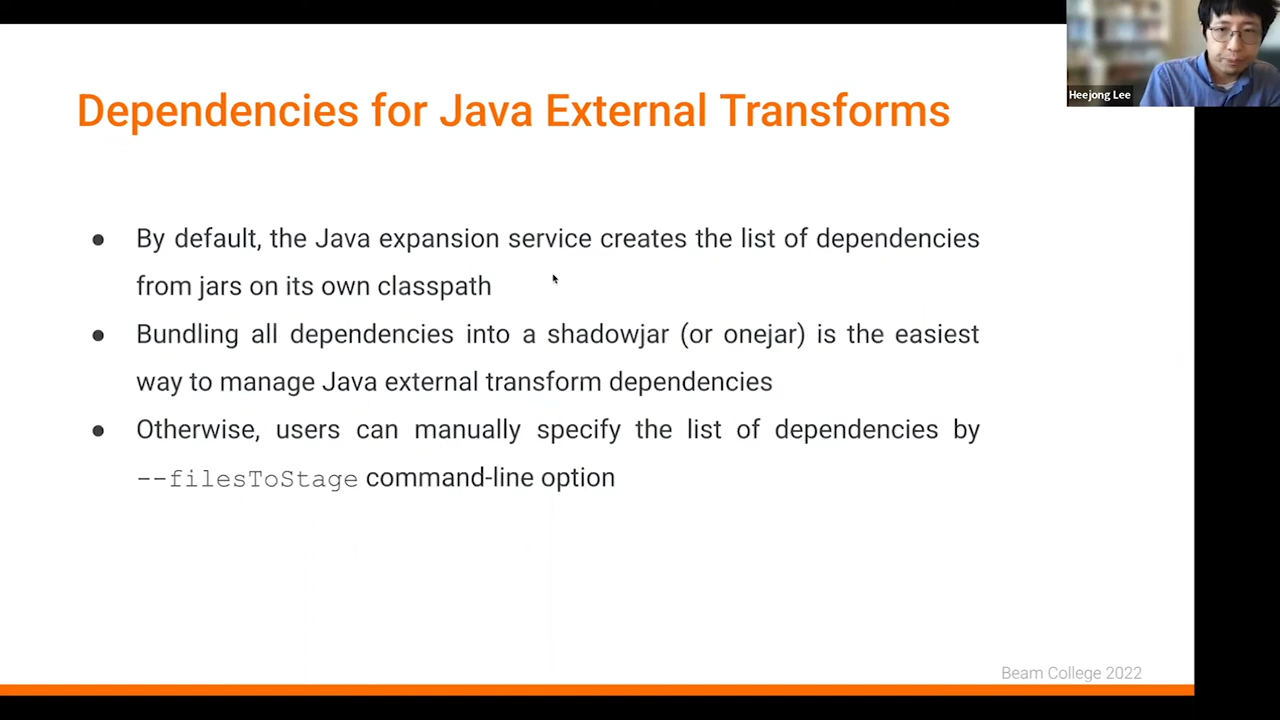 Heejong Lee
Dependencies for Java External Transforms
● By default, the Java expansion service creates the list of dependencies
from jars on its own classpath
● Bundling all dependencies into a shadowjar (or onejar) is the easiest
way to manage Java external transform dependencies
● Otherwise, users can manually specify the list of dependencies by
--filesToStage command-line option
Beam College 2022